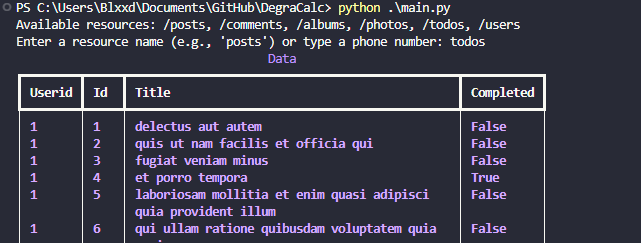 PS C:\Users\Blxxd\Documents\GitHub\DegraCalc> python .\main.py
Available resources: /posts, /comments, /albums, /photos, /todos, /users
Enter a resource name (e.g., 'posts') or type a phone number: todos
Data
Userid Id Title Completed
1 1 delectus aut autem False
1 2 quis ut nam facilis et officia qui False
1 3 fugiat veniam minus False
1 4 et porro tempora True
1 5 laboriosam mollitia et enim quasi adipisci False
quia provident illum
1 6 qui ullam ratione quibusdam voluptatem quia False